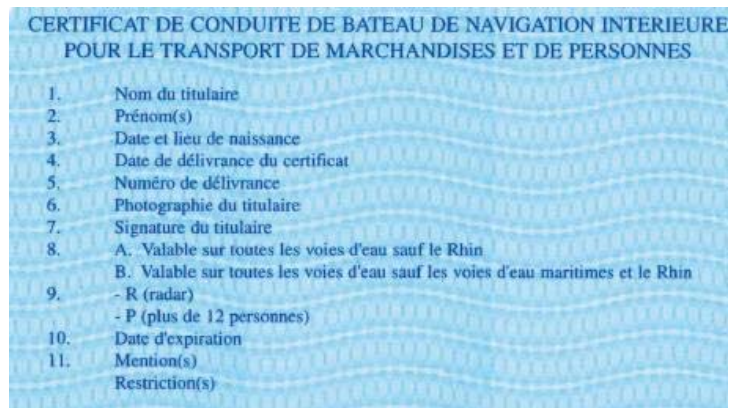 CERTIFICAT DE CONDUITE DE BATEAU DE NAVIGATION INTERIEURE
POUR LE TRANSPORT DE MARCHANDISES ET DE PERSONNES
1. Nom du titulaire
2. Prénom(s)
3. Date et lieu de naissance
4. Date de délivrance du certificat
5. Numéro de délivrance
6. Photographie du titulaire
7. Signature du titulaire
8. A. Valable sur toutes les voies d'eau sauf le Rhin
B. Valable sur toutes les voies d'eau sauf les voies d'eau maritimes et le Rhin
9. - R (radar)
- P (plus de 12 personnes)
10. Date d'expiration
11. Mention(s)
Restriction(s)